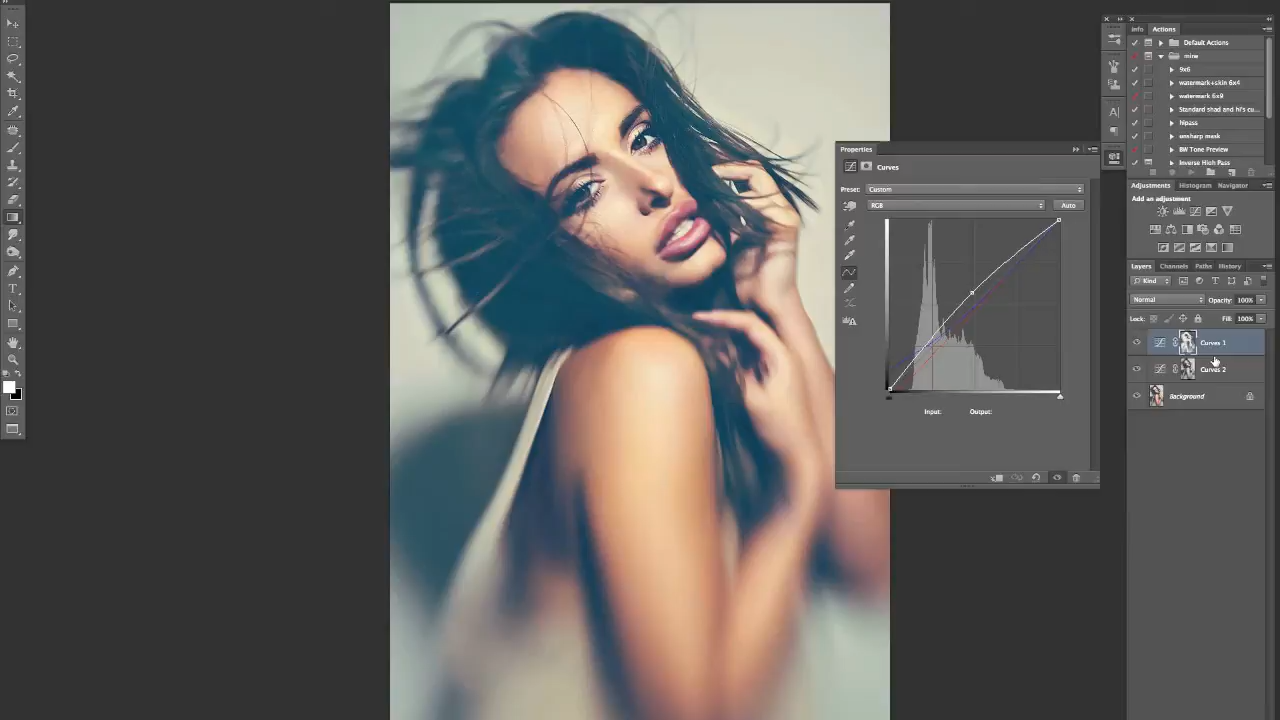 Info Actions
Default Actions
mine
9x6
watermark+skin 6x4
watermark 6x9
Standard shad and hi's cu...
hipass
unsharp mask
BW Tone Preview
Inverse High Pass
Properties
Curves
Preset: Custom
RGB Auto
Input: Output:
Adjustments Histogram Navigator
Add an adjustment
Layers Channels Paths History
Kind
Normal Opacity: 100%
Lock: Fill: 100%
Curves 1
Curves 2
Background